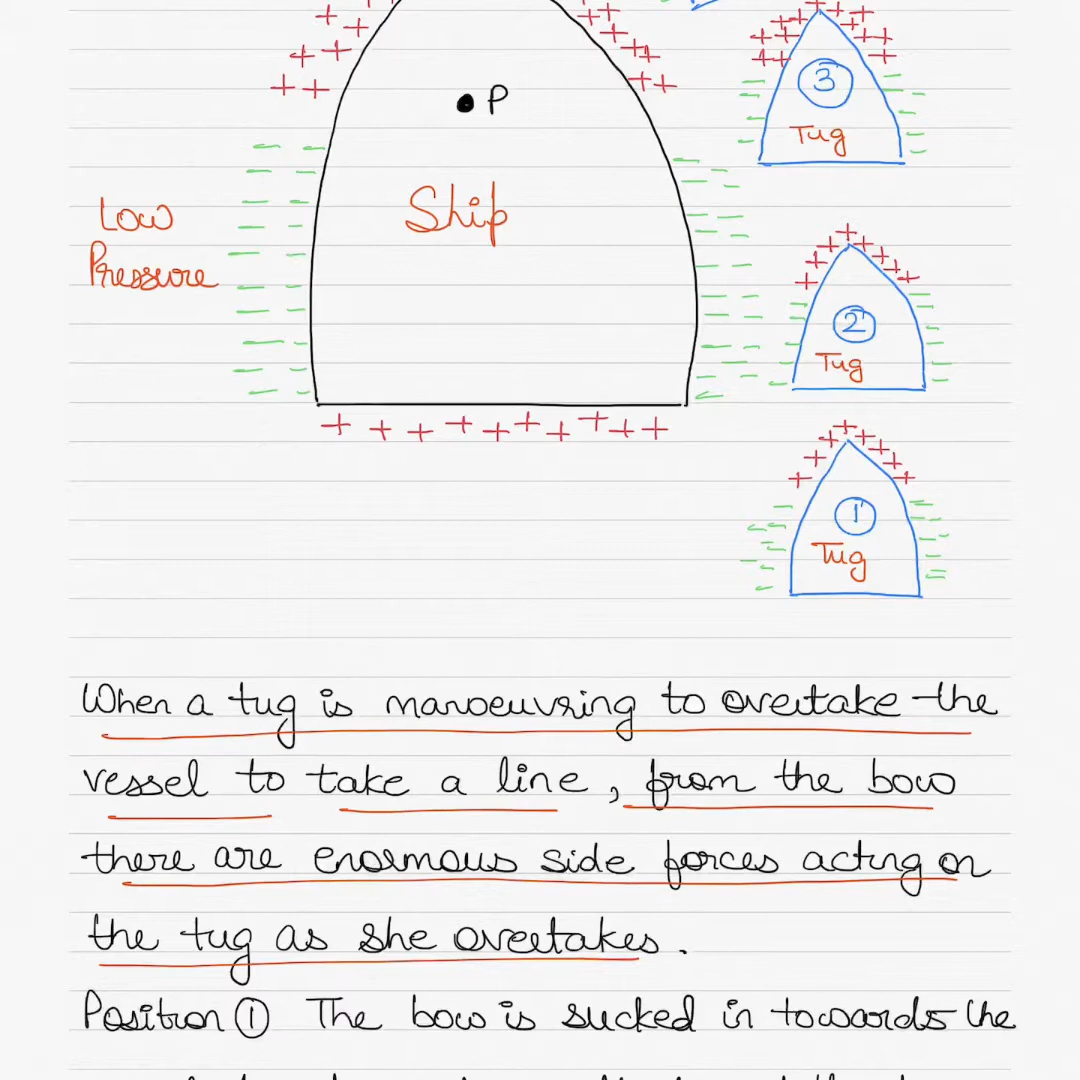 P
3
Tug
Ship
Low
Pressure
2
Tug
1
Tug
When a tug is manoeuvring to overtake the
vessel to take a line, from the bow
there are enormous side forces acting on
the tug as she overtakes.
Position ① The bow is sucked in towards the